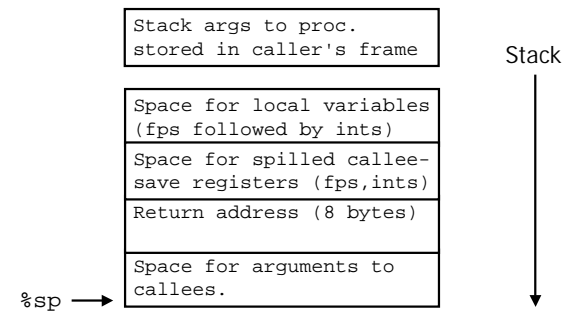 Stack args to proc.
stored in caller's frame
Stack
Space for local variables
(fps followed by ints)
Space for spilled callee-
save registers (fps,ints)
Return address (8 bytes)
Space for arguments to
callees.
%sp